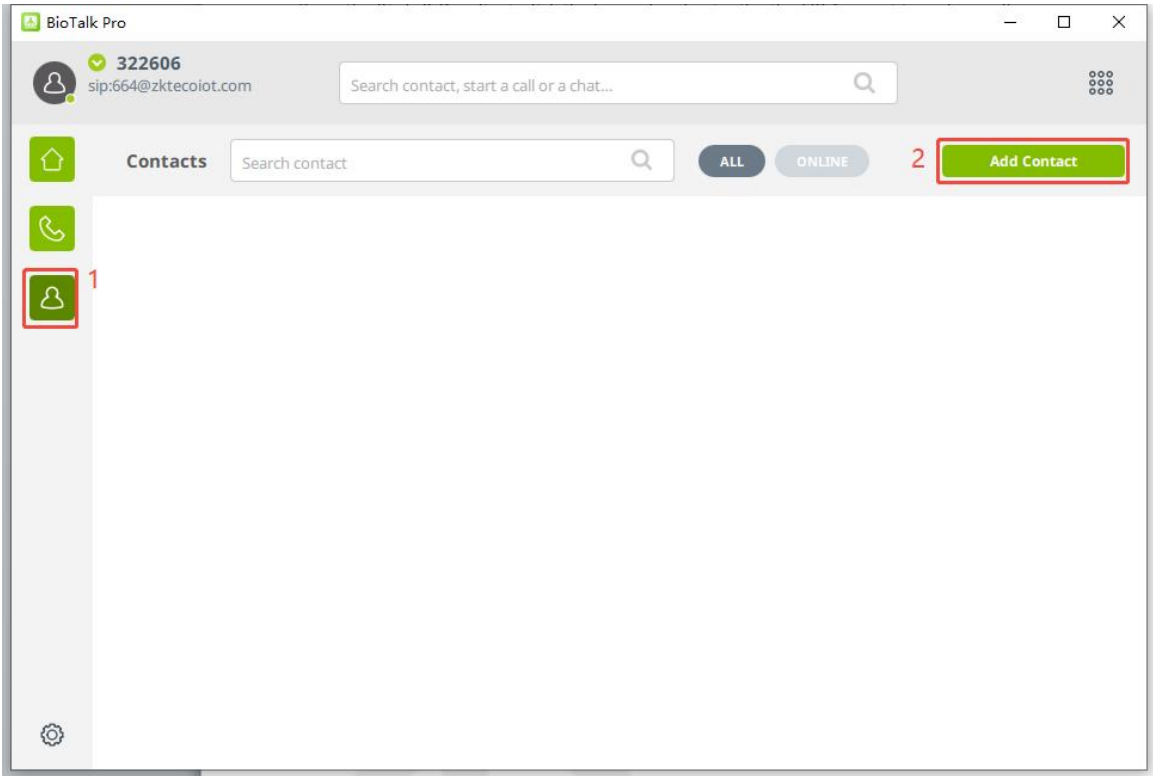 BioTalk Pro
322606
sip:664@zktecoiot.com
Search contact, start a call or a chat...
Contacts
Search contact
ALL
ONLINE
2
Add Contact
1